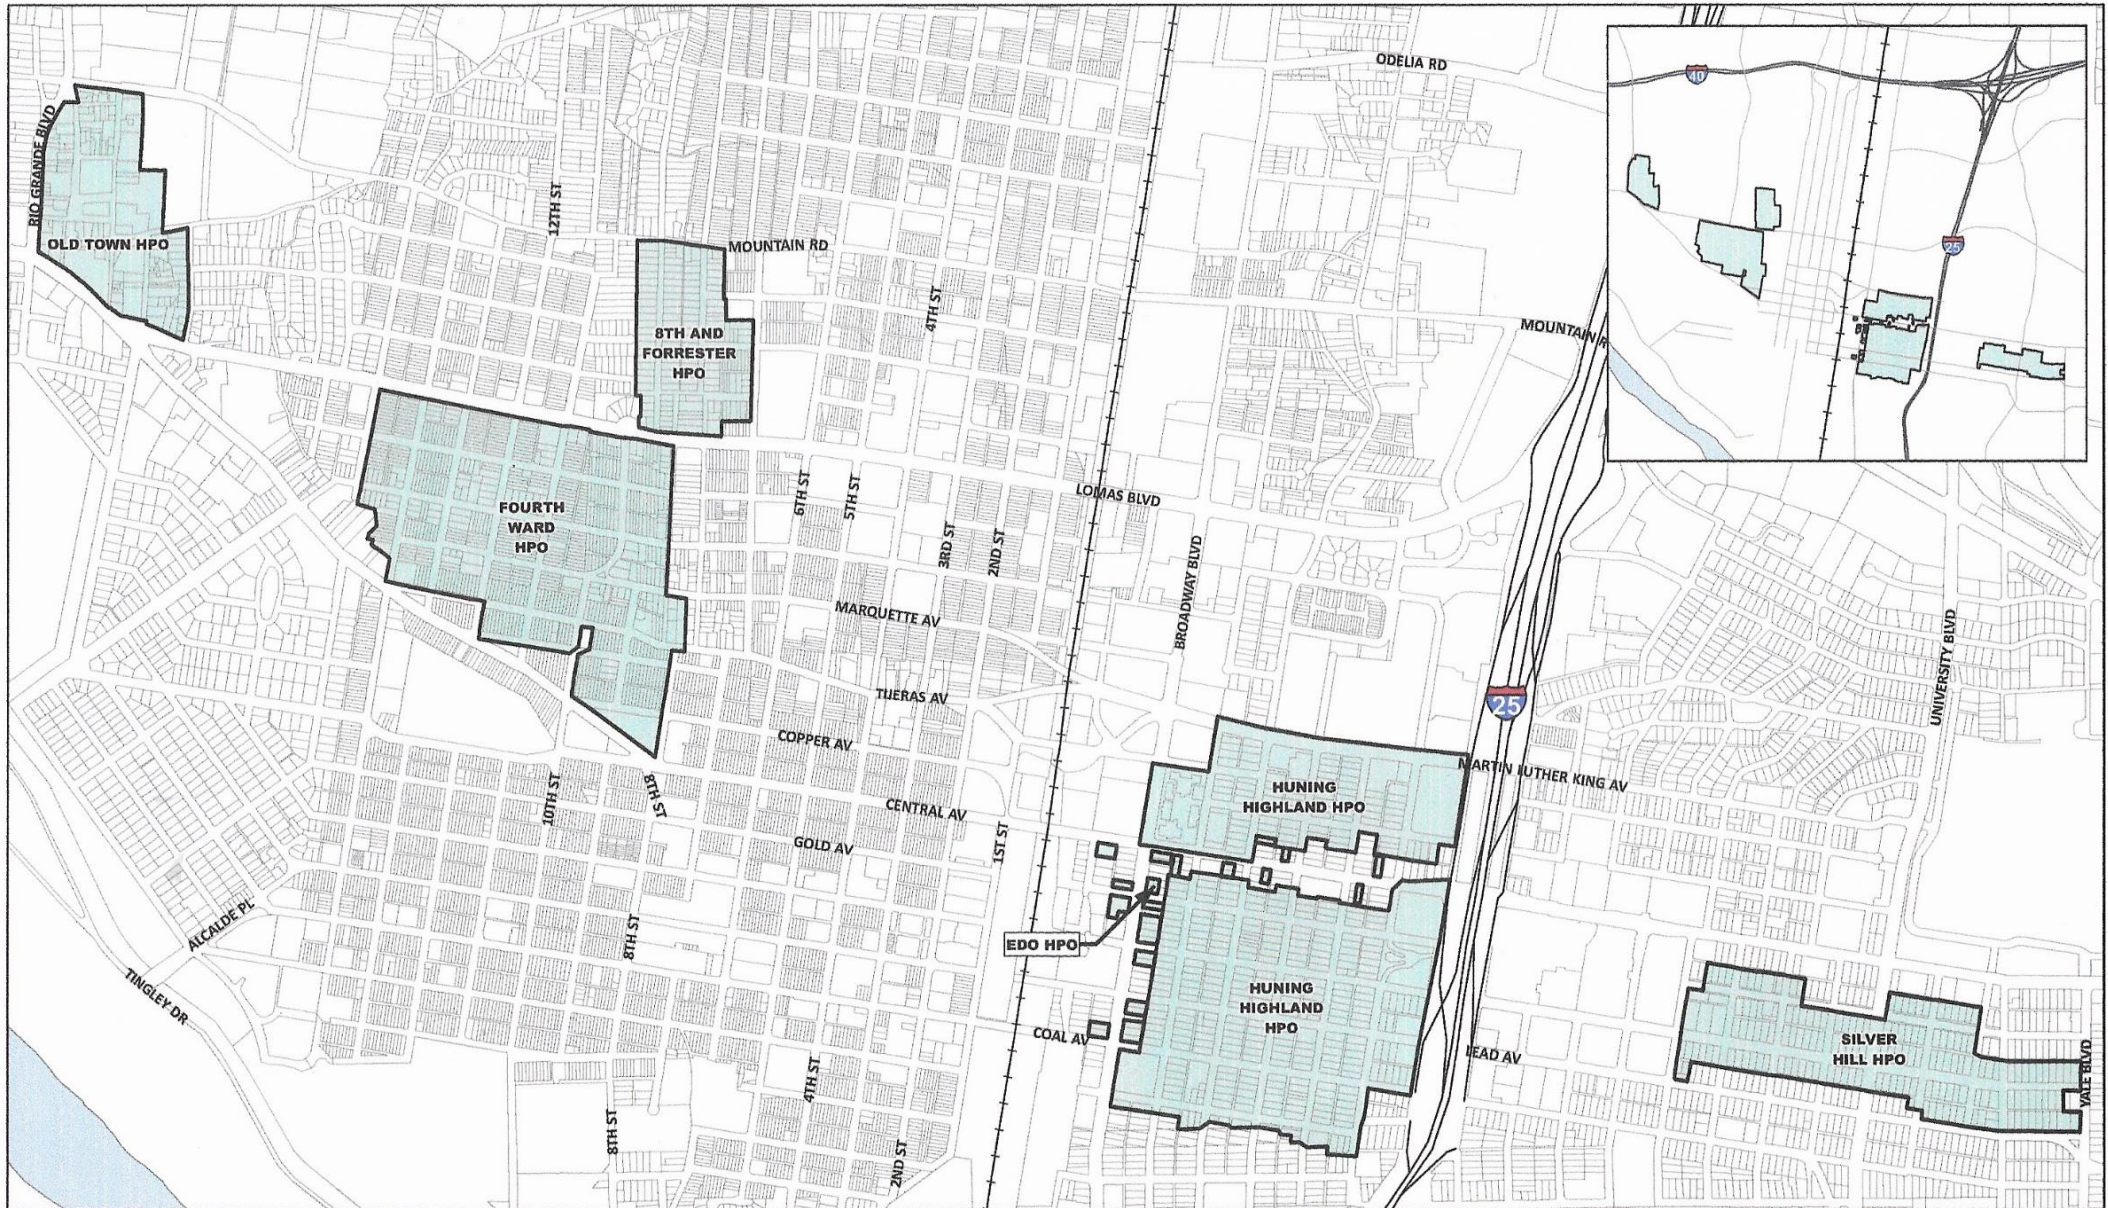 ODELIA RD
40
RIO GRANDE BLVD
12TH ST
OLD TOWN HPO
MOUNTAIN RD
25
4TH ST
8TH AND
FORRESTER
HPO
MOUNTAIN R
6TH ST
5TH ST
LOMAS BLVD
FOURTH
WARD
HPO
3RD ST
2ND ST
BROADWAY BLVD
MARQUETTE AV
UNIVERSITY BLVD
TIJERAS AV
25
COPPER AV
MARTIN LUTHER KING AV
HUNING
HIGHLAND HPO
10TH ST
8TH ST
CENTRAL AV
GOLD AV
1ST ST
ALCALDE PL
8TH ST
EDO HPO
TINGLEY DR
HUNING
HIGHLAND
HPO
COAL AV
LEAD AV
SILVER
HILL HPO
YALE BLVD
4TH ST
8TH ST
2ND ST